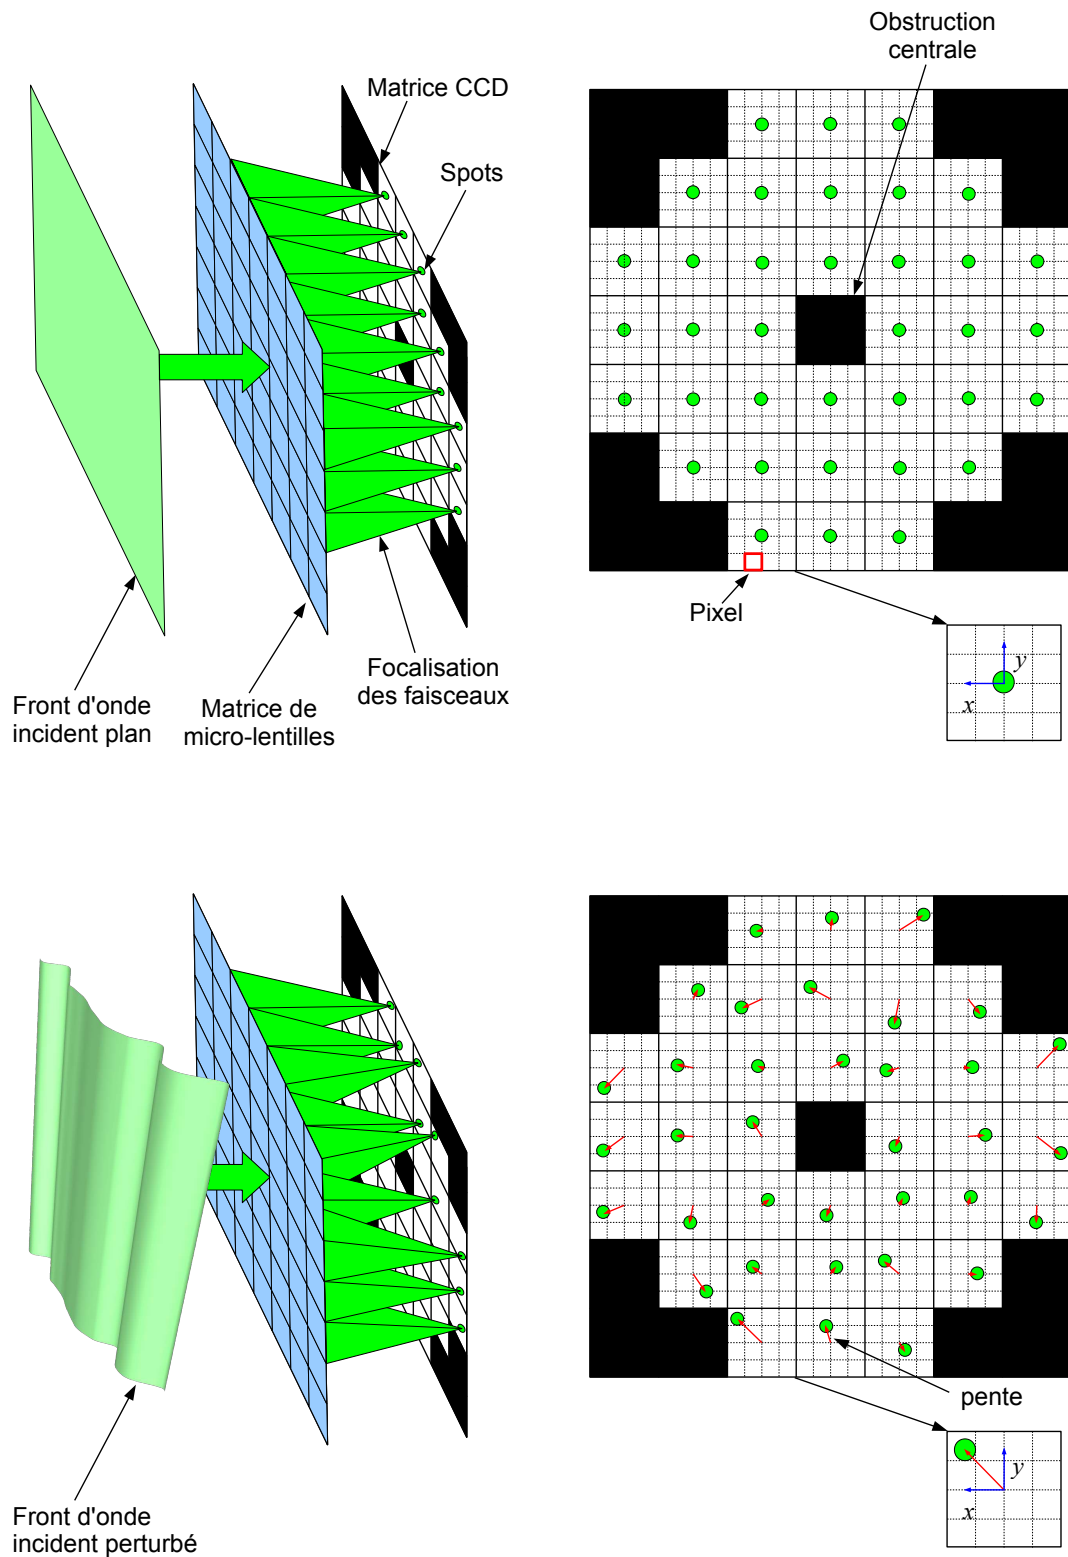 Obstruction
centrale
Matrice CCD
Spots
Pixel
y
x
Focalisation
des faisceaux
Front d'onde
incident plan
Matrice de
micro-lentilles
pente
y
x
Front d'onde
incident perturbé